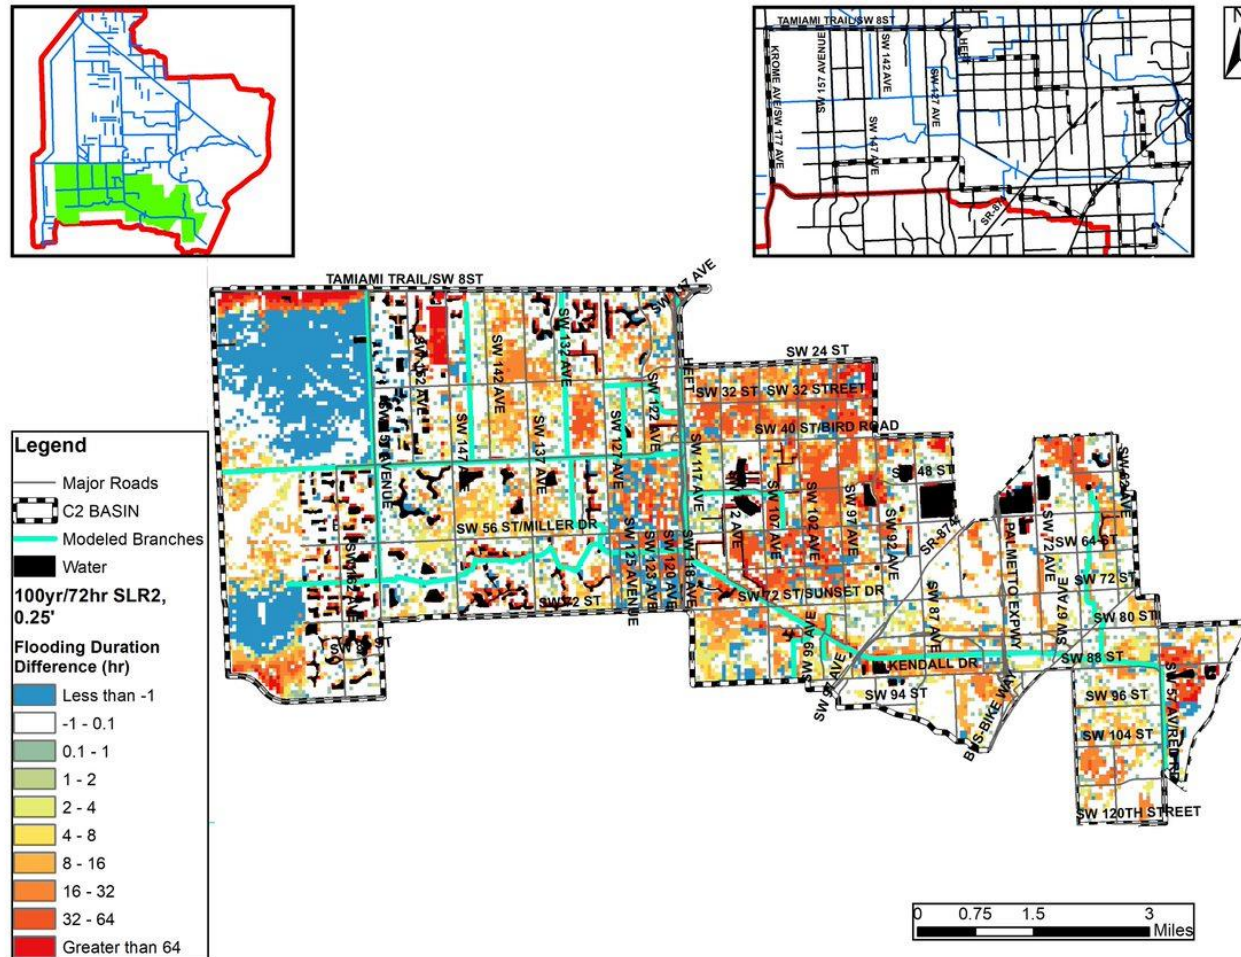 TAMIAMI TRAIL/SW 8ST
HEFT
KROME AVE/SW 177 AVE
SW 157 AVENUE
SW 142 AVE
SW 127 AVE
SW 147 AVE
SR-874
N
TAMIAMI TRAIL/SW 8ST
SW 132 AVE
SW 142 AVE
SW 24 ST
HEFT
SW 32 ST
SW 32 STREET
SW 40 ST/BIRD ROAD
SW 147 A
SW 137 AVE
SW 127 AVE
SW 117 AVE
48 ST
SW 107 AVE
SW 102 AVE
SW 97 AVE
SW 92 AVE
SR-874
PALMETTO EXPWY
SW 72 AVE
SW 64 ST
SW 56 ST/MILLER DR
SW 125 AVENUE
SW 123 AVE
SW 120 AVE
SW 118 AVE
SW 72 ST/SUNSET DR
SW 72 ST
SW 72 ST
SW 67 AVE
SW 80 ST
SW 87 AVE
SW 99 AVE
KENDALL DR
SW 88 ST
SW 94 ST
SW 96 ST
SW 104 ST
SW 120TH STREET
Legend
Major Roads
C2 BASIN
Modeled Branches
Water
100yr/72hr SLR2,
0.25'
Flooding Duration
Difference (hr)
Less than -1
-1 - 0.1
0.1 - 1
1 - 2
2 - 4
4 - 8
8 - 16
16 - 32
32 - 64
Greater than 64
0 0.75 1.5 3
Miles